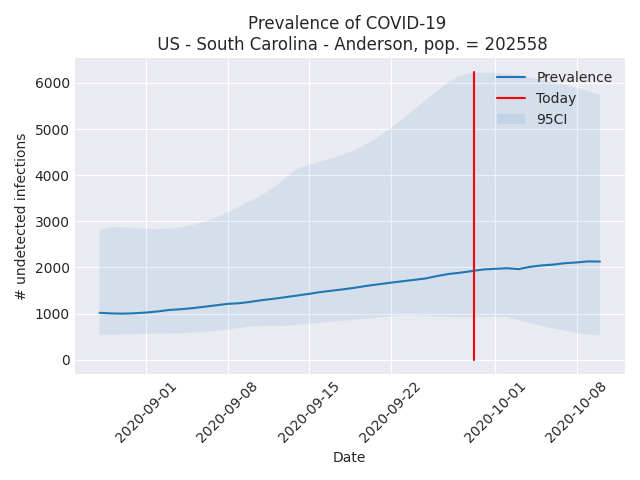 Prevalence of COVID-19
US - South Carolina - Anderson, pop. = 202558
Prevalence
Today
95CI
6000
5000
4000
3000
2000
1000
0
# undetected infections
2020-09-01
2020-09-08
2020-09-15
2020-09-22
2020-10-01
2020-10-08
Date